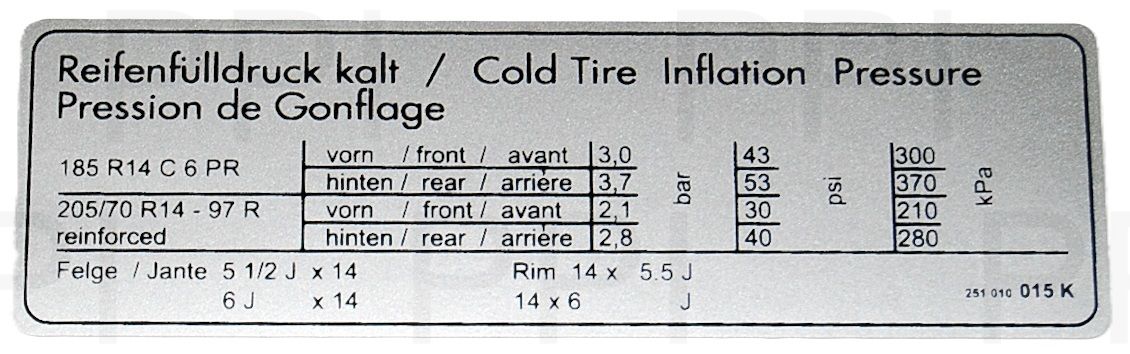 Reifenfülldruck kalt / Cold Tire Inflation Pressure
Pression de Gonflage
185 R14 C 6 PR vorn / front / avant 3,0 43 300
hinten / rear / arrière 3,7 bar 53 psi 370 kPa
205/70 R14 - 97 R vorn / front / avant 2,1 30 210
reinforced hinten / rear / arrière 2,8 40 280
Felge / Jante 5 1/2 J x 14 Rim 14 x 5.5 J
6 J x 14 14 x 6 J
251 010 015 K